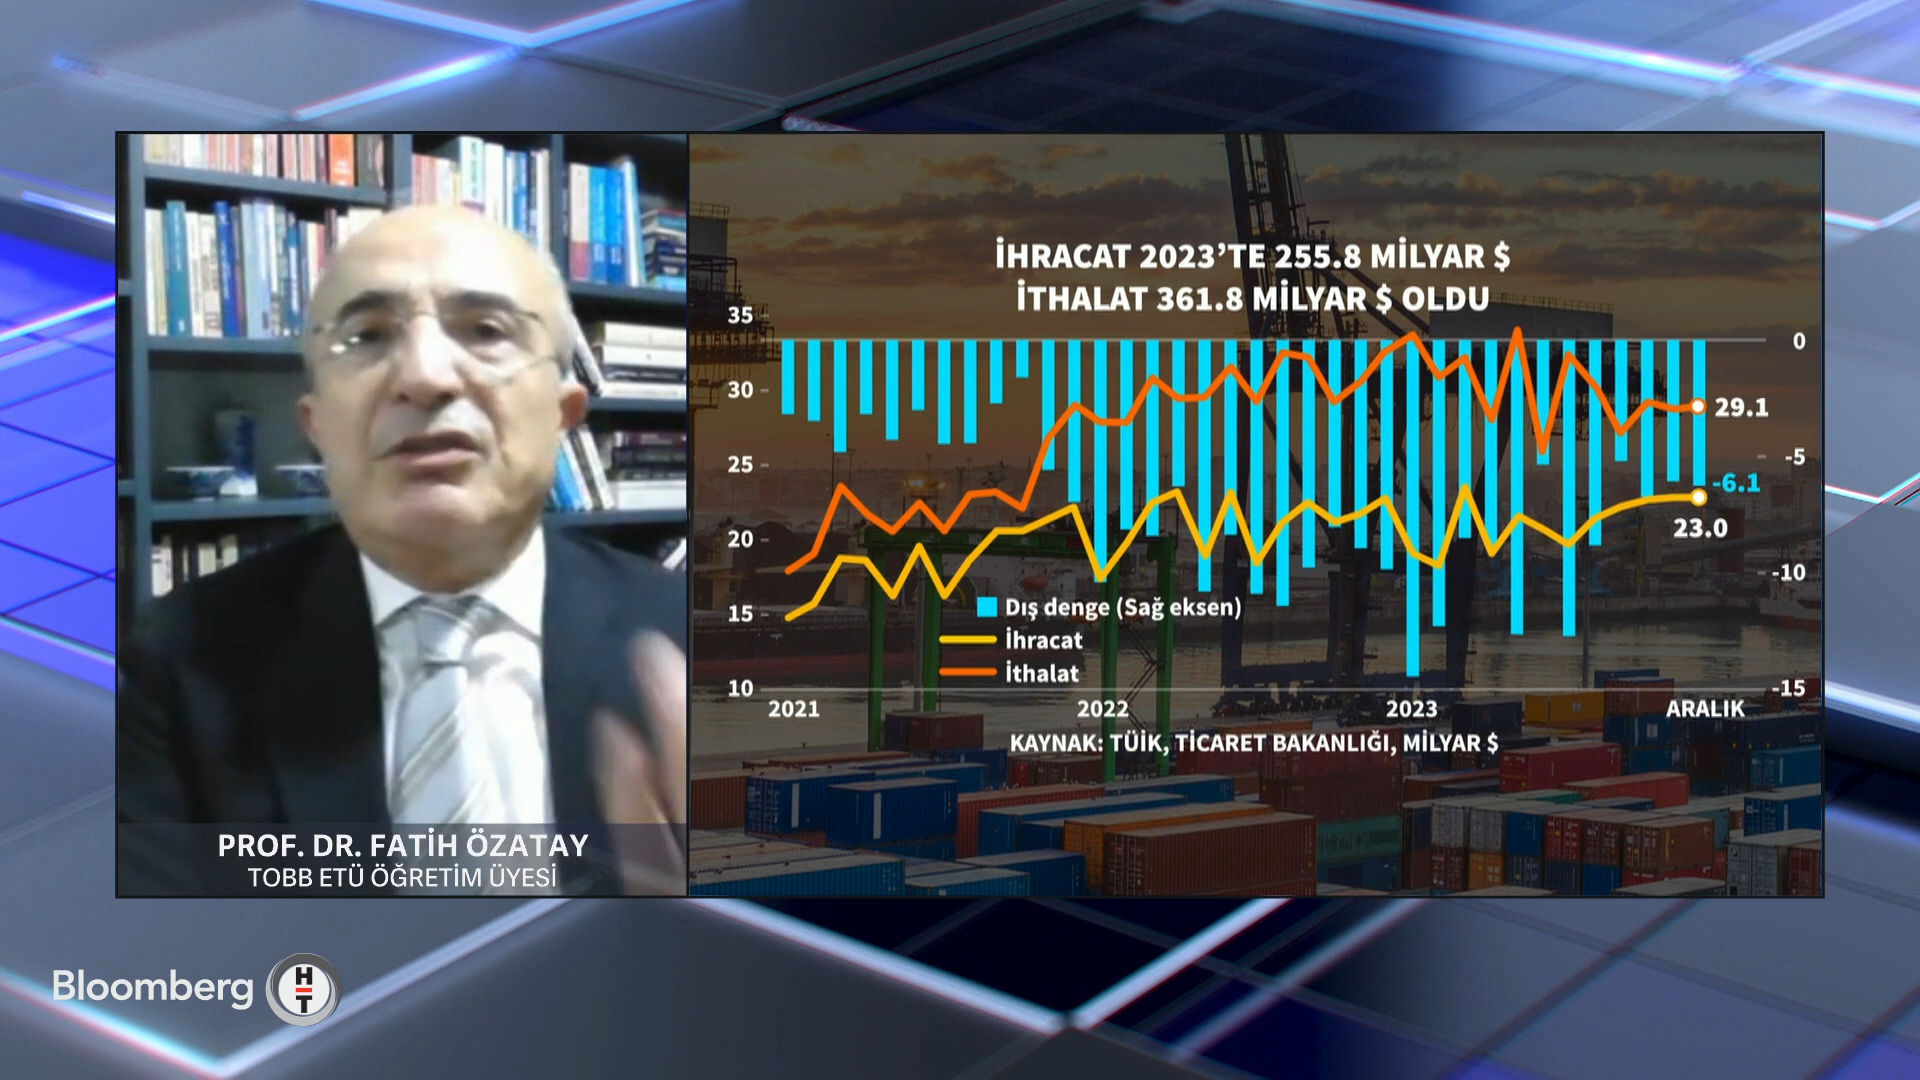 İHRACAT 2023'TE 255.8 MİLYAR $
İTHALAT 361.8 MİLYAR $ OLDU
35
30
25
20
15
10
0
-5
-10
-15
29.1
-6.1
23.0
Dış denge (Sağ eksen)
İhracat
İthalat
2021
2022
2023
ARALIK
KAYNAK: TÜİK, TİCARET BAKANLIĞI, MİLYAR $
PROF. DR. FATİH ÖZATAY
TOBB ETÜ ÖĞRETİM ÜYESİ
Bloomberg HT